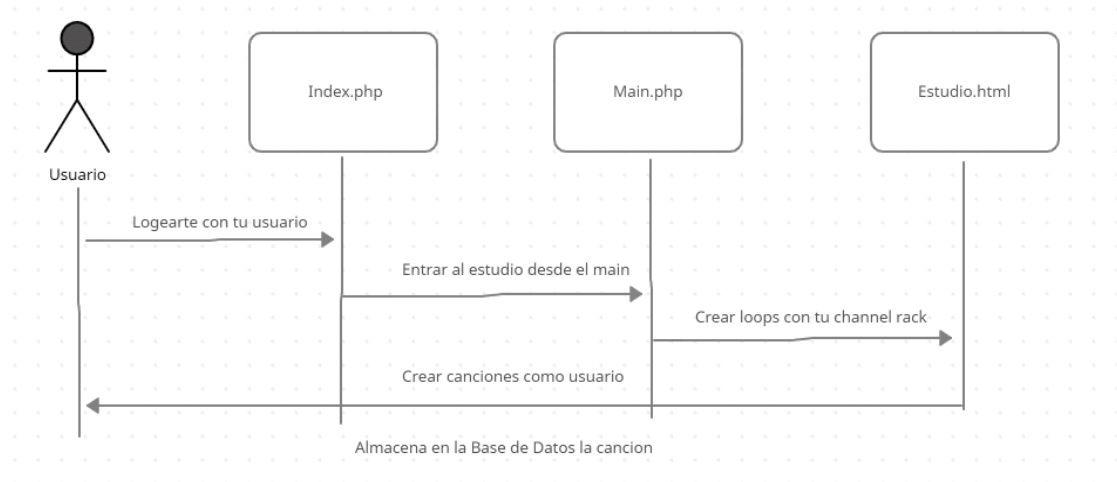 Index.php
Main.php
Estudio.html
Usuario
Logearte con tu usuario
Entrar al estudio desde el main
Crear loops con tu channel rack
Crear canciones como usuario
Almacena en la Base de Datos la cancion